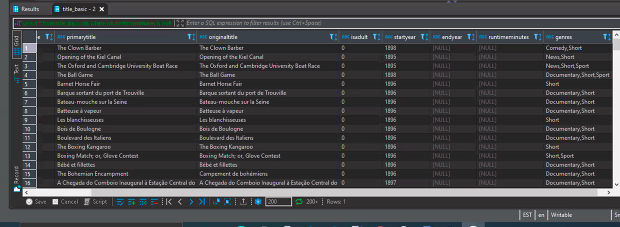 Results title_basic - 2
Enter a SQL expression to filter results (use Ctrl+Space)
Grid Text Record
primarytitle originaltitle isadult startyear endyear runtimeminutes genres
1 The Clown Barber The Clown Barber 0 1898 [NULL] [NULL] Comedy,Short
2 Opening of the Kiel Canal Opening of the Kiel Canal 0 1895 [NULL] [NULL] News,Short
3 The Oxford and Cambridge University Boat Race The Oxford and Cambridge University Boat Race 0 1895 [NULL] [NULL] News,Short,Sport
4 The Ball Game The Ball Game 0 1898 [NULL] [NULL] Documentary,Short,Sport
5 Barnet Horse Fair Barnet Horse Fair 0 1896 [NULL] [NULL] Short
6 Barque sortant du port de Trouville Barque sortant du port de Trouville 0 1896 [NULL] [NULL] Documentary,Short
7 Bateau-mouche sur la Seine Bateau-mouche sur la Seine 0 1896 [NULL] [NULL] Documentary,Short
8 Batteuse à vapeur Batteuse à vapeur 0 1896 [NULL] [NULL] Documentary,Short
9 Les blanchisseuses Les blanchisseuses 0 1896 [NULL] [NULL] Short
10 Bois de Boulogne Bois de Boulogne 0 1896 [NULL] [NULL] Documentary,Short
11 Boulevard des Italiens Boulevard des Italiens 0 1896 [NULL] [NULL] Documentary,Short
12 The Boxing Kangaroo The Boxing Kangaroo 0 1896 [NULL] [NULL] Short
13 Boxing Match; or, Glove Contest Boxing Match; or, Glove Contest 0 1896 [NULL] [NULL] Short,Sport
14 Bébé et fillettes Bébé et fillettes 0 1896 [NULL] [NULL] Documentary,Short
15 The Bohemian Encampment Campement de bohémiens 0 1896 [NULL] [NULL] Documentary,Short
16 A Chegada do Comboio Inaugural à Estação Central do A Chegada do Comboio Inaugural à Estação Central do 0 1897 [NULL] [NULL] Documentary,Short
Save Cancel Script 200 200+ Rows: 1
EST en Writable